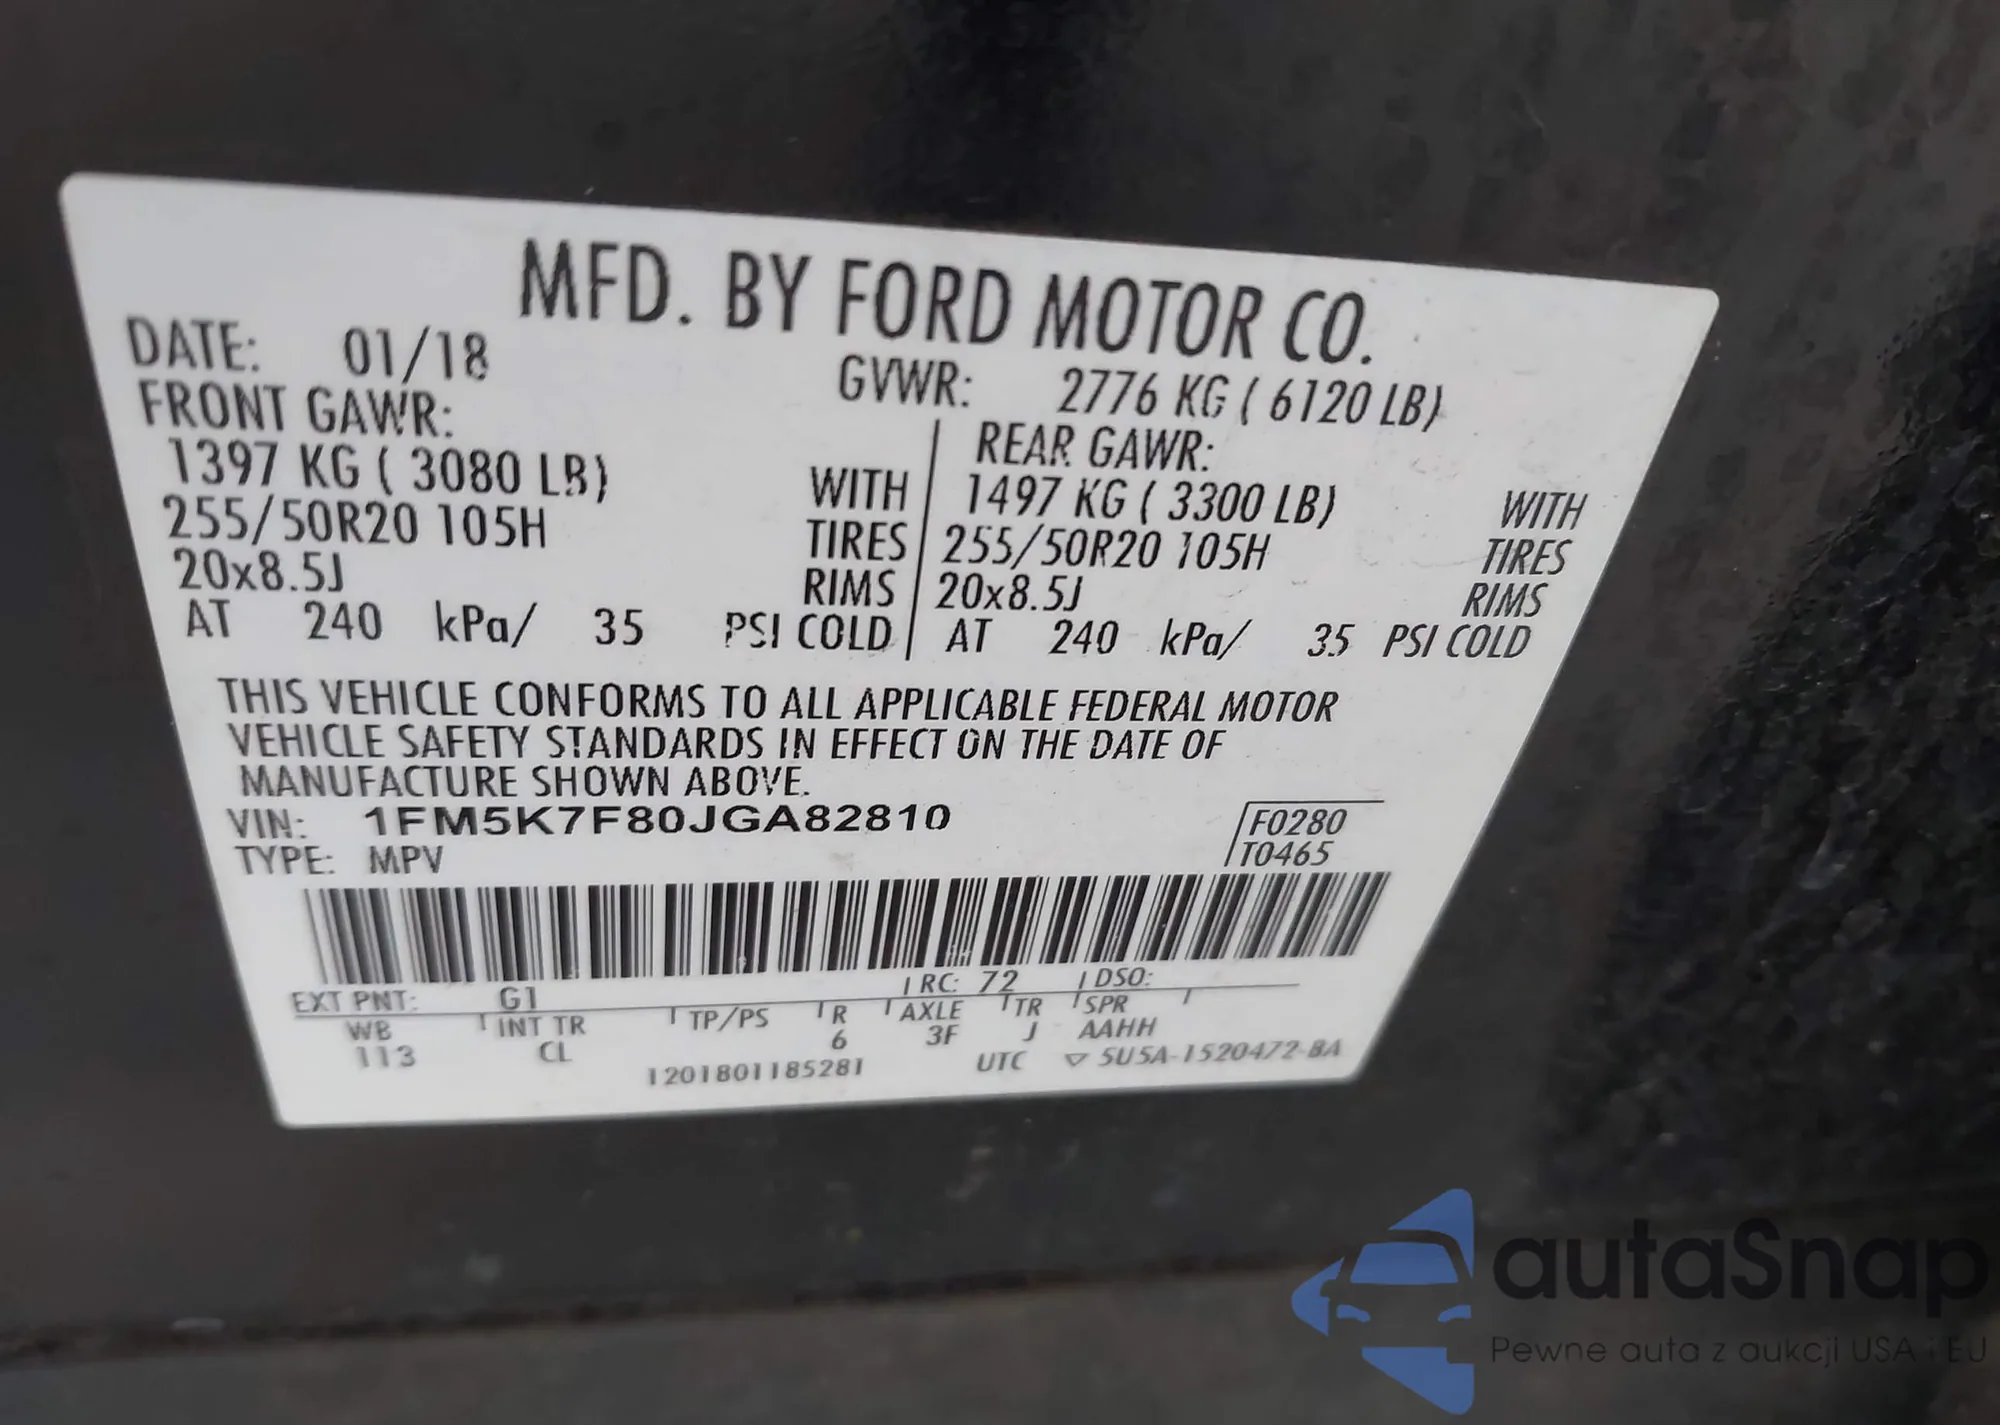 MFD. BY FORD MOTOR CO.
DATE: 01/18 GVWR: 2776 KG ( 6120 LB)
FRONT GAWR: REAR GAWR:
1397 KG ( 3080 LB) WITH 1497 KG ( 3300 LB) WITH
255/50R20 105H TIRES 255/50R20 105H TIRES
20x8.5J RIMS 20x8.5J RIMS
AT 240 kPa/ 35 PSI COLD AT 240 kPa/ 35 PSI COLD
THIS VEHICLE CONFORMS TO ALL APPLICABLE FEDERAL MOTOR
VEHICLE SAFETY STANDARDS IN EFFECT ON THE DATE OF
MANUFACTURE SHOWN ABOVE.
VIN: 1FM5K7F80JGA82810 F0280
TYPE: MPV T0465
EXT PNT: G1 RC: 72 DSO:
WB INT TR TP/PS R AXLE TR SPR
113 CL 6 3F J AAHH
1201801185281 UTC ▽ 5U5A-1520472-BA
autaSnap
Pewne auta z aukcji USA i EU